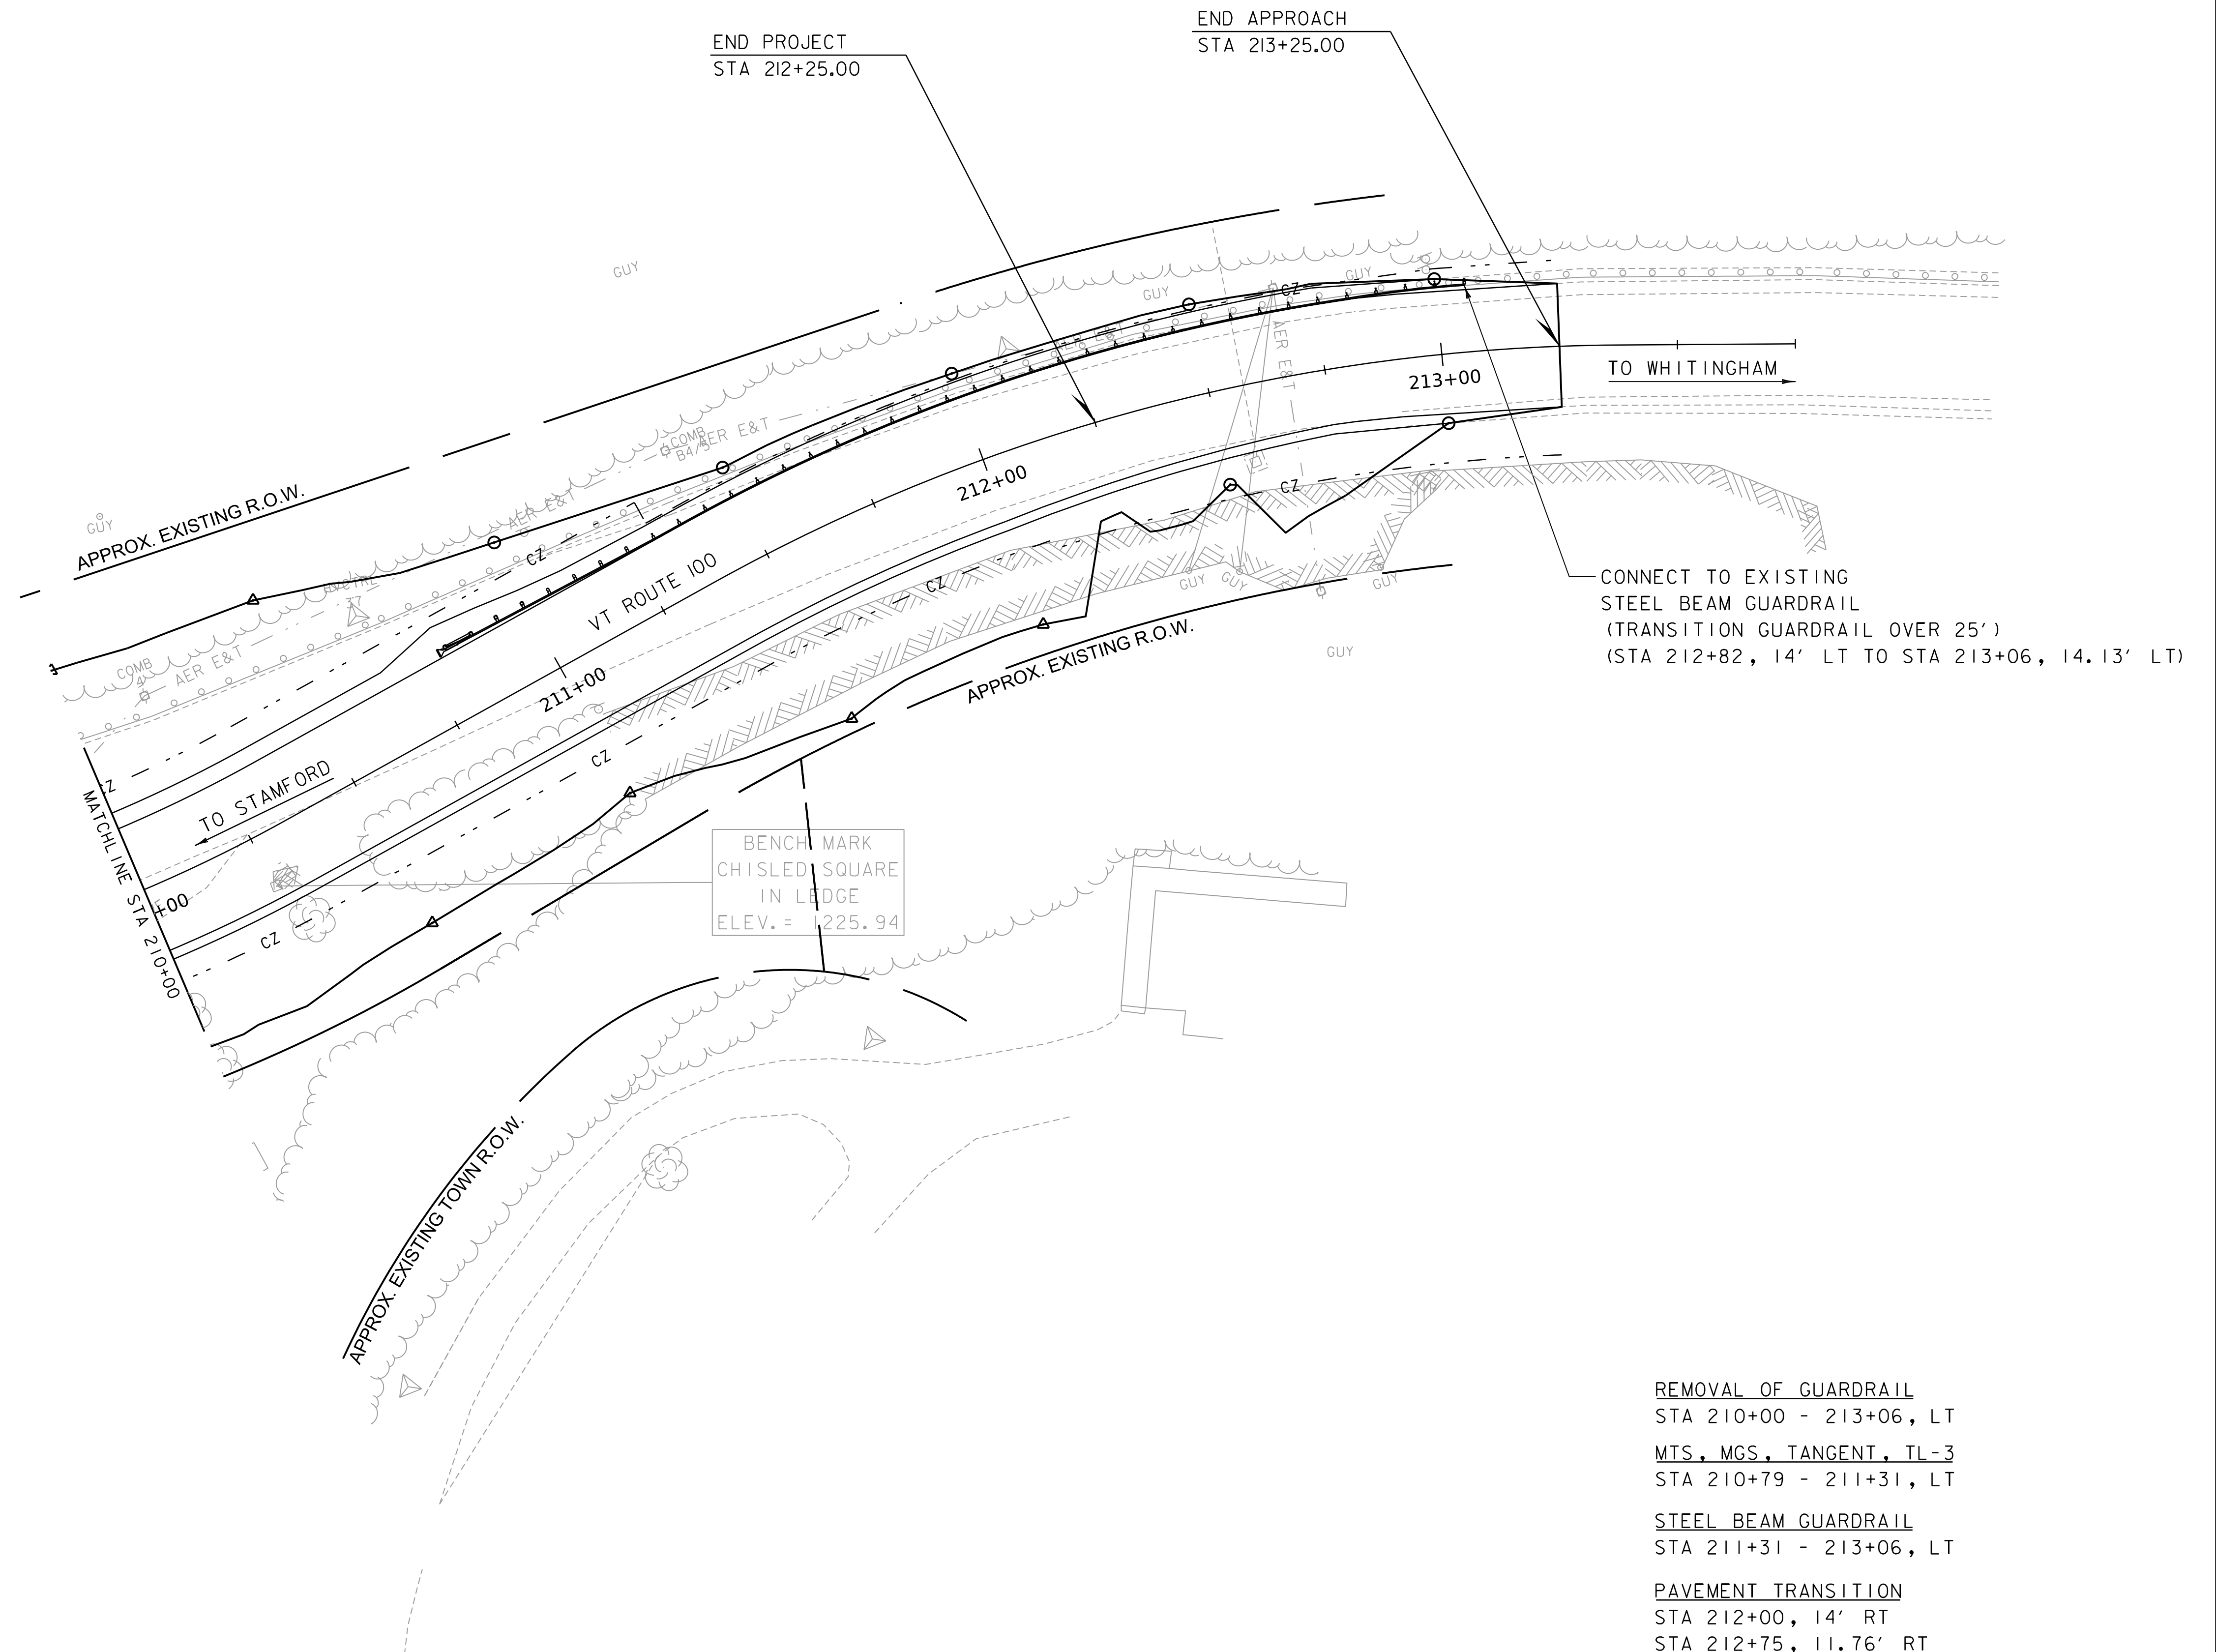 END APPROACH
STA 213+25.00
END PROJECT
STA 212+25.00
GUY
GUY
GUY
CZ
AER E&T
TO WHITINGHAM
213+00
COMB
B4/5
AER E&T
AER E&T
212+00
APPROX. EXISTING R.O.W.
GUY
CZ
CZ
CZ
VT ROUTE 100
GUY
GUY
GUY
CONNECT TO EXISTING
STEEL BEAM GUARDRAIL
(TRANSITION GUARDRAIL OVER 25')
(STA 212+82, 14' LT TO STA 213+06, 14.13' LT)
37
COMB
4
AER E&T
GUY
APPROX. EXISTING R.O.W.
211+00
CZ
CZ
TO STAMFORD
MATCHLINE STA 210+00
+00
CZ
BENCH MARK
CHISLED SQUARE
IN LEDGE
ELEV.= 1225.94
APPROX. EXISTING TOWN R.O.W.
REMOVAL OF GUARDRAIL
STA 210+00 - 213+06, LT
MTS, MGS, TANGENT, TL-3
STA 210+79 - 211+31, LT
STEEL BEAM GUARDRAIL
STA 211+31 - 213+06, LT
PAVEMENT TRANSITION
STA 212+00, 14' RT
STA 212+75, 11.76' RT